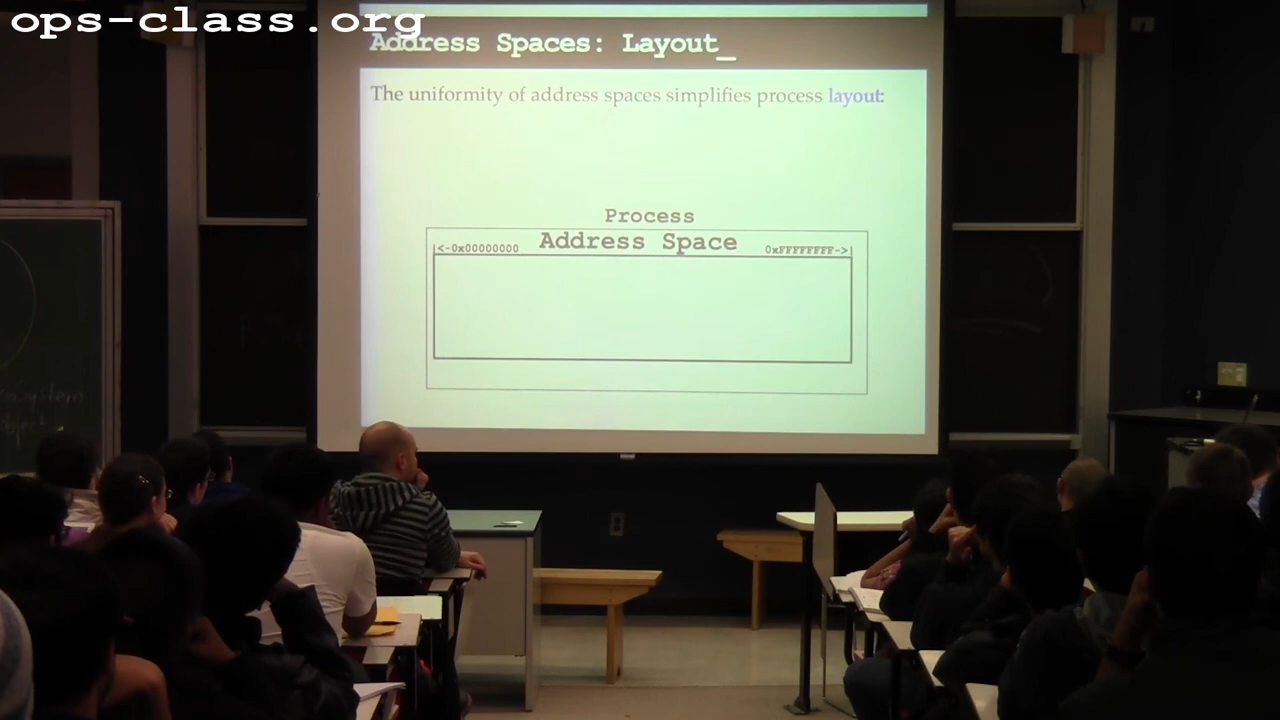 ops-class.org
Address Spaces: Layout_
The uniformity of address spaces simplifies process layout:
Process
Address Space
|<-0x00000000 0xFFFFFFFF->|